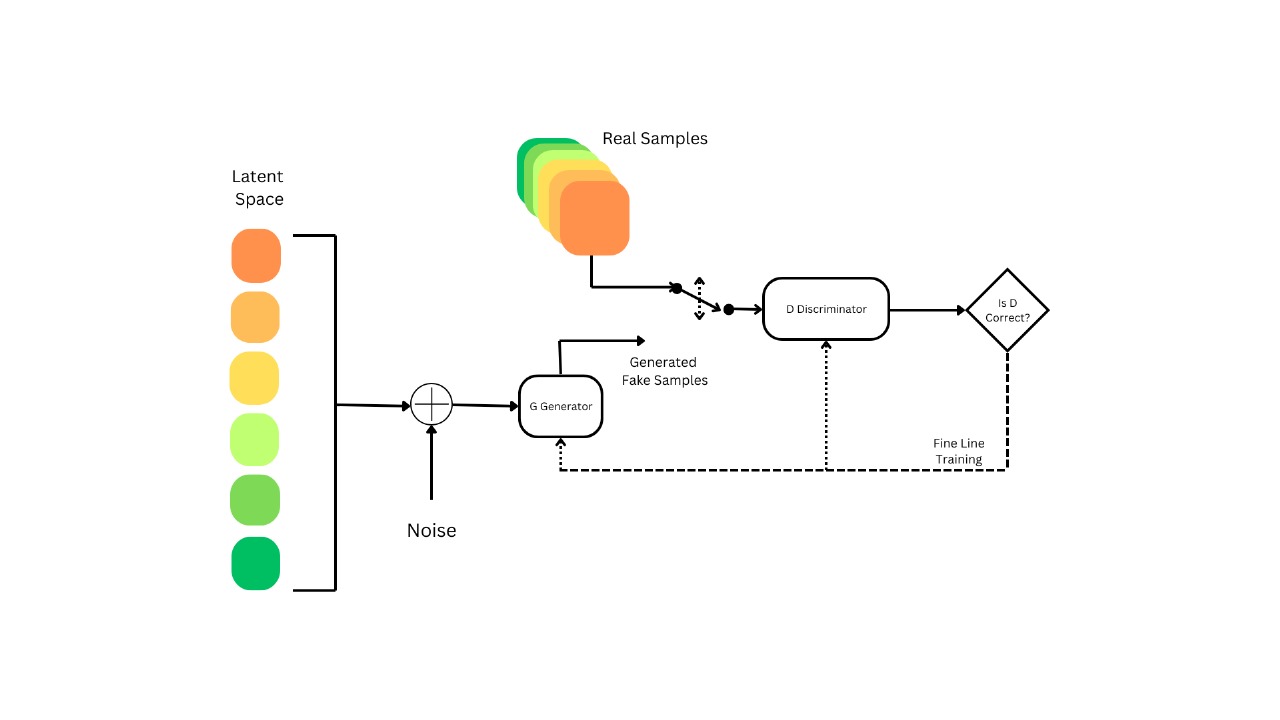 Real Samples
Latent
Space
Is D
Correct?
D Discriminator
Generated
Fake Samples
G Generator
Fine Line
Training
Noise